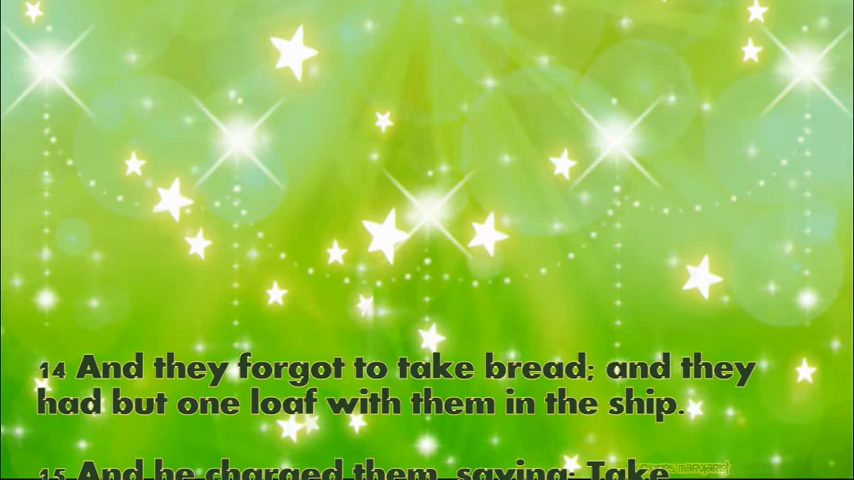 14 And they forgot to take bread; and they
had but one loaf with them in the ship.
15 And he charged them, saying: Take